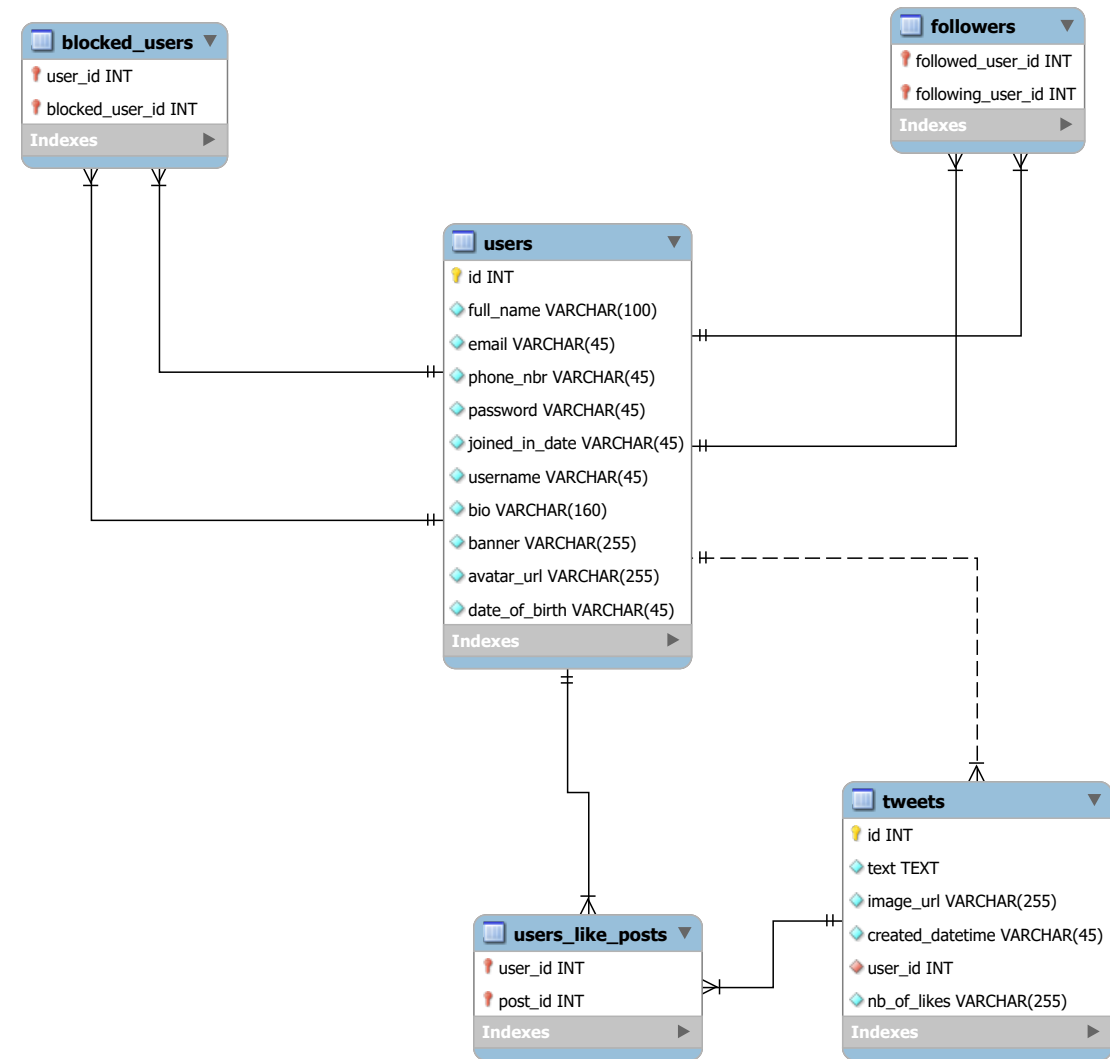 blocked_users
user_id INT
blocked_user_id INT
Indexes
followers
followed_user_id INT
following_user_id INT
Indexes
users
id INT
full_name VARCHAR(100)
email VARCHAR(45)
phone_nbr VARCHAR(45)
password VARCHAR(45)
joined_in_date VARCHAR(45)
username VARCHAR(45)
bio VARCHAR(160)
banner VARCHAR(255)
avatar_url VARCHAR(255)
date_of_birth VARCHAR(45)
Indexes
users_like_posts
user_id INT
post_id INT
Indexes
tweets
id INT
text TEXT
image_url VARCHAR(255)
created_datetime VARCHAR(45)
user_id INT
nb_of_likes VARCHAR(255)
Indexes